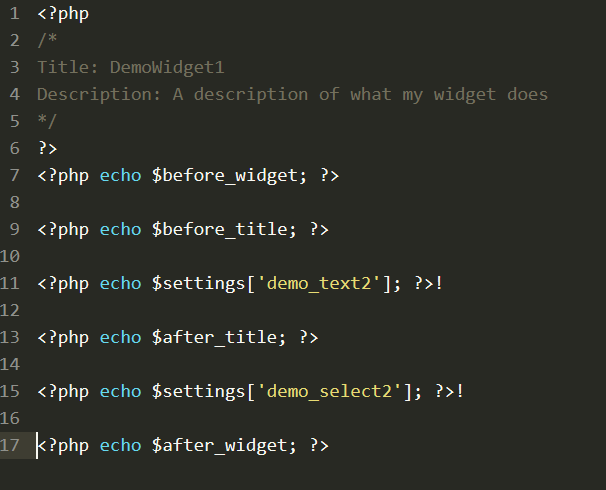 1 <?php
2 /*
3 Title: DemoWidget1
4 Description: A description of what my widget does
5 */
6 ?>
7 <?php echo $before_widget; ?>
8
9 <?php echo $before_title; ?>
10
11 <?php echo $settings['demo_text2']; ?>!
12
13 <?php echo $after_title; ?>
14
15 <?php echo $settings['demo_select2']; ?>!
16
17 <?php echo $after_widget; ?>